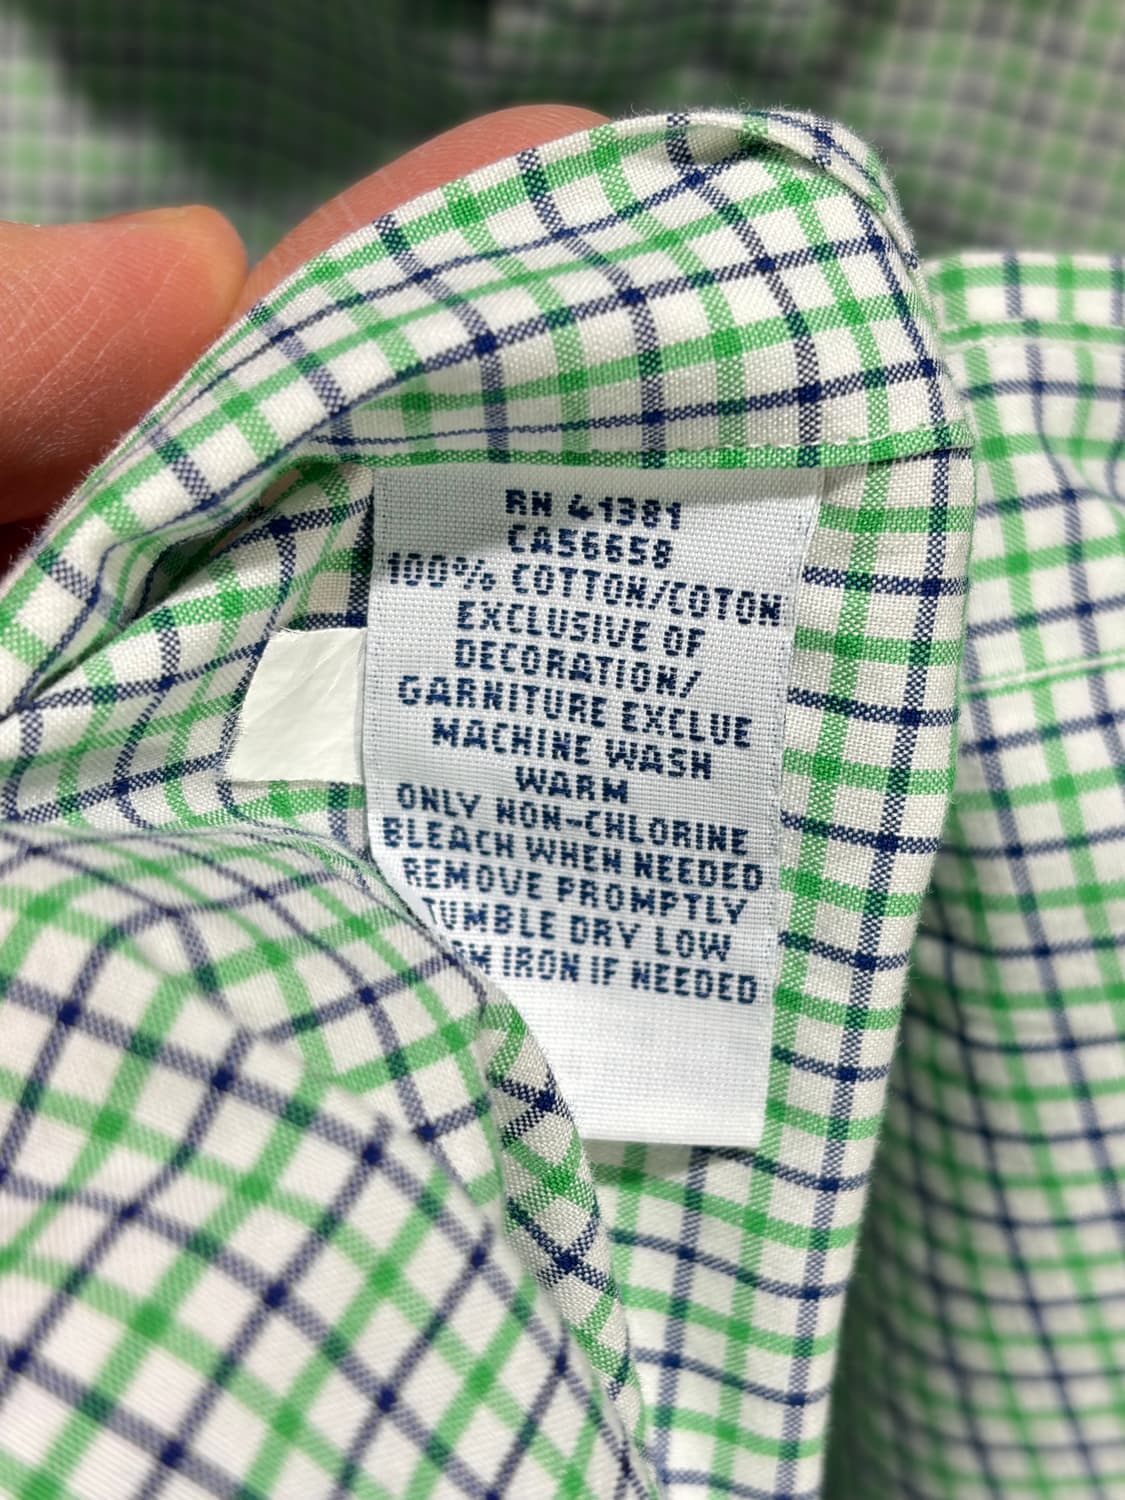 RN 41381
CA56658
100% COTTON/COTON
EXCLUSIVE OF
DECORATION/
GARNITURE EXCLUE
MACHINE WASH
WARM
ONLY NON-CHLORINE
BLEACH WHEN NEEDED
REMOVE PROMPTLY
TUMBLE DRY LOW
IRON IF NEEDED